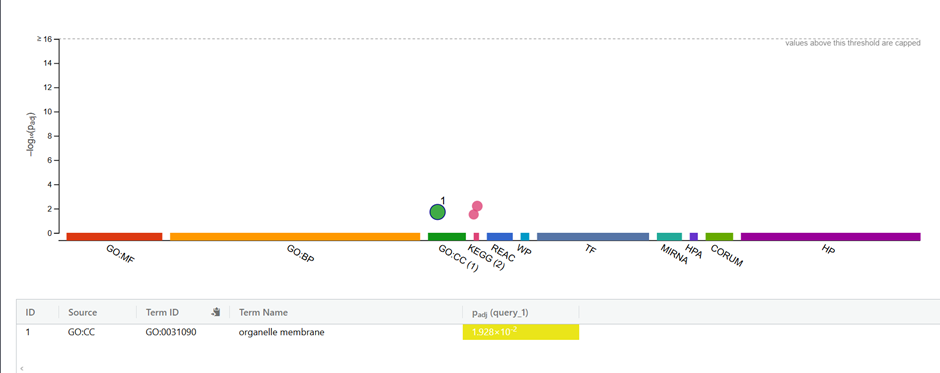 ≥ 16
values above this threshold are capped
14
12
10
8
6
4
2
0
-log₁₀(p_adj)
1
GO:MF
GO:BP
GO:CC (1)
KEGG (2)
REAC
WP
TF
MIRNA
HPA
CORUM
HP
ID Source Term ID Term Name p_adj (query_1)
1 GO:CC GO:0031090 organelle membrane 1.928×10⁻²